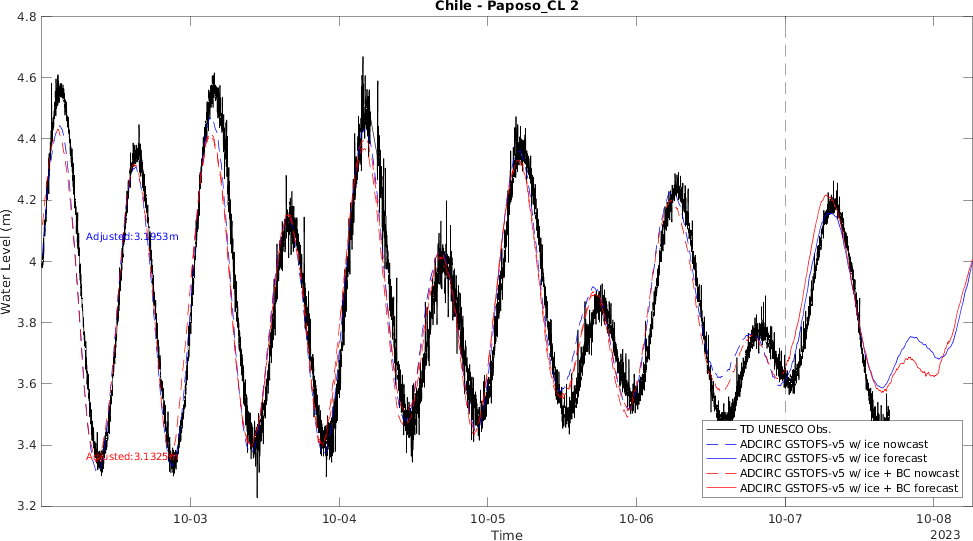 Chile - Paposo_CL 2
4.8
4.6
4.4
4.2
4
3.8
3.6
3.4
3.2
Water Level (m)
Adjusted:3.1953m
Adjusted:3.1325m
10-03
10-04
10-05
10-06
10-07
10-08
Time
2023
TD UNESCO Obs.
ADCIRC GSTOFS-v5 w/ ice nowcast
ADCIRC GSTOFS-v5 w/ ice forecast
ADCIRC GSTOFS-v5 w/ ice + BC nowcast
ADCIRC GSTOFS-v5 w/ ice + BC forecast